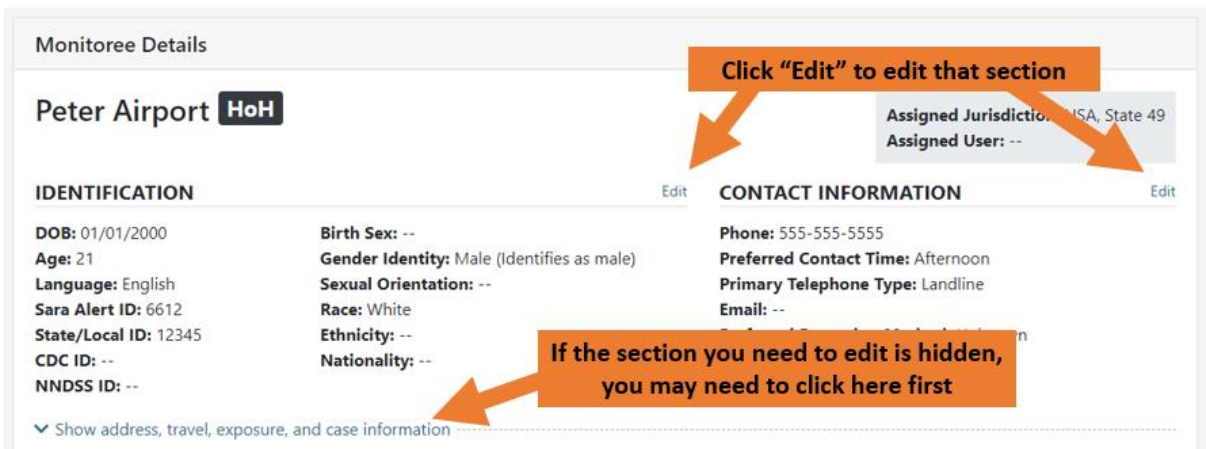 Monitoree Details
Click "Edit" to edit that section
Peter Airport HoH
Assigned Jurisdiction USA, State 49
Assigned User: --
IDENTIFICATION Edit
DOB: 01/01/2000
Age: 21
Language: English
Sara Alert ID: 6612
State/Local ID: 12345
CDC ID: --
NNDSS ID: --
Birth Sex: --
Gender Identity: Male (Identifies as male)
Sexual Orientation: --
Race: White
Ethnicity: --
Nationality: --
CONTACT INFORMATION Edit
Phone: 555-555-5555
Preferred Contact Time: Afternoon
Primary Telephone Type: Landline
Email: --
If the section you need to edit is hidden,
you may need to click here first
Show address, travel, exposure, and case information